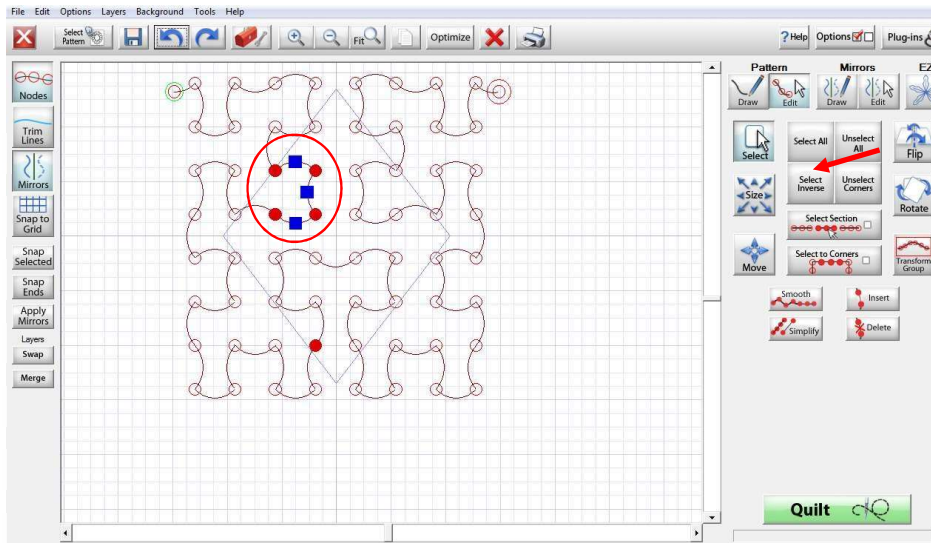 File Edit Options Layers Background Tools Help
Select
Pattern
Fit
Optimize
? Help
Options
Plug-ins
Nodes
Trim
Lines
Mirrors
Snap to
Grid
Snap
Selected
Snap
Ends
Apply
Mirrors
Layers
Swap
Merge
Pattern Mirrors EZ
Draw Edit Draw Edit
Select
Select All
Unselect
All
Flip
Size
Select
Inverse
Unselect
Corners
Rotate
Select Section
Move
Select to Corners
Transform
Group
Smooth
Insert
Simplify
Delete
Quilt